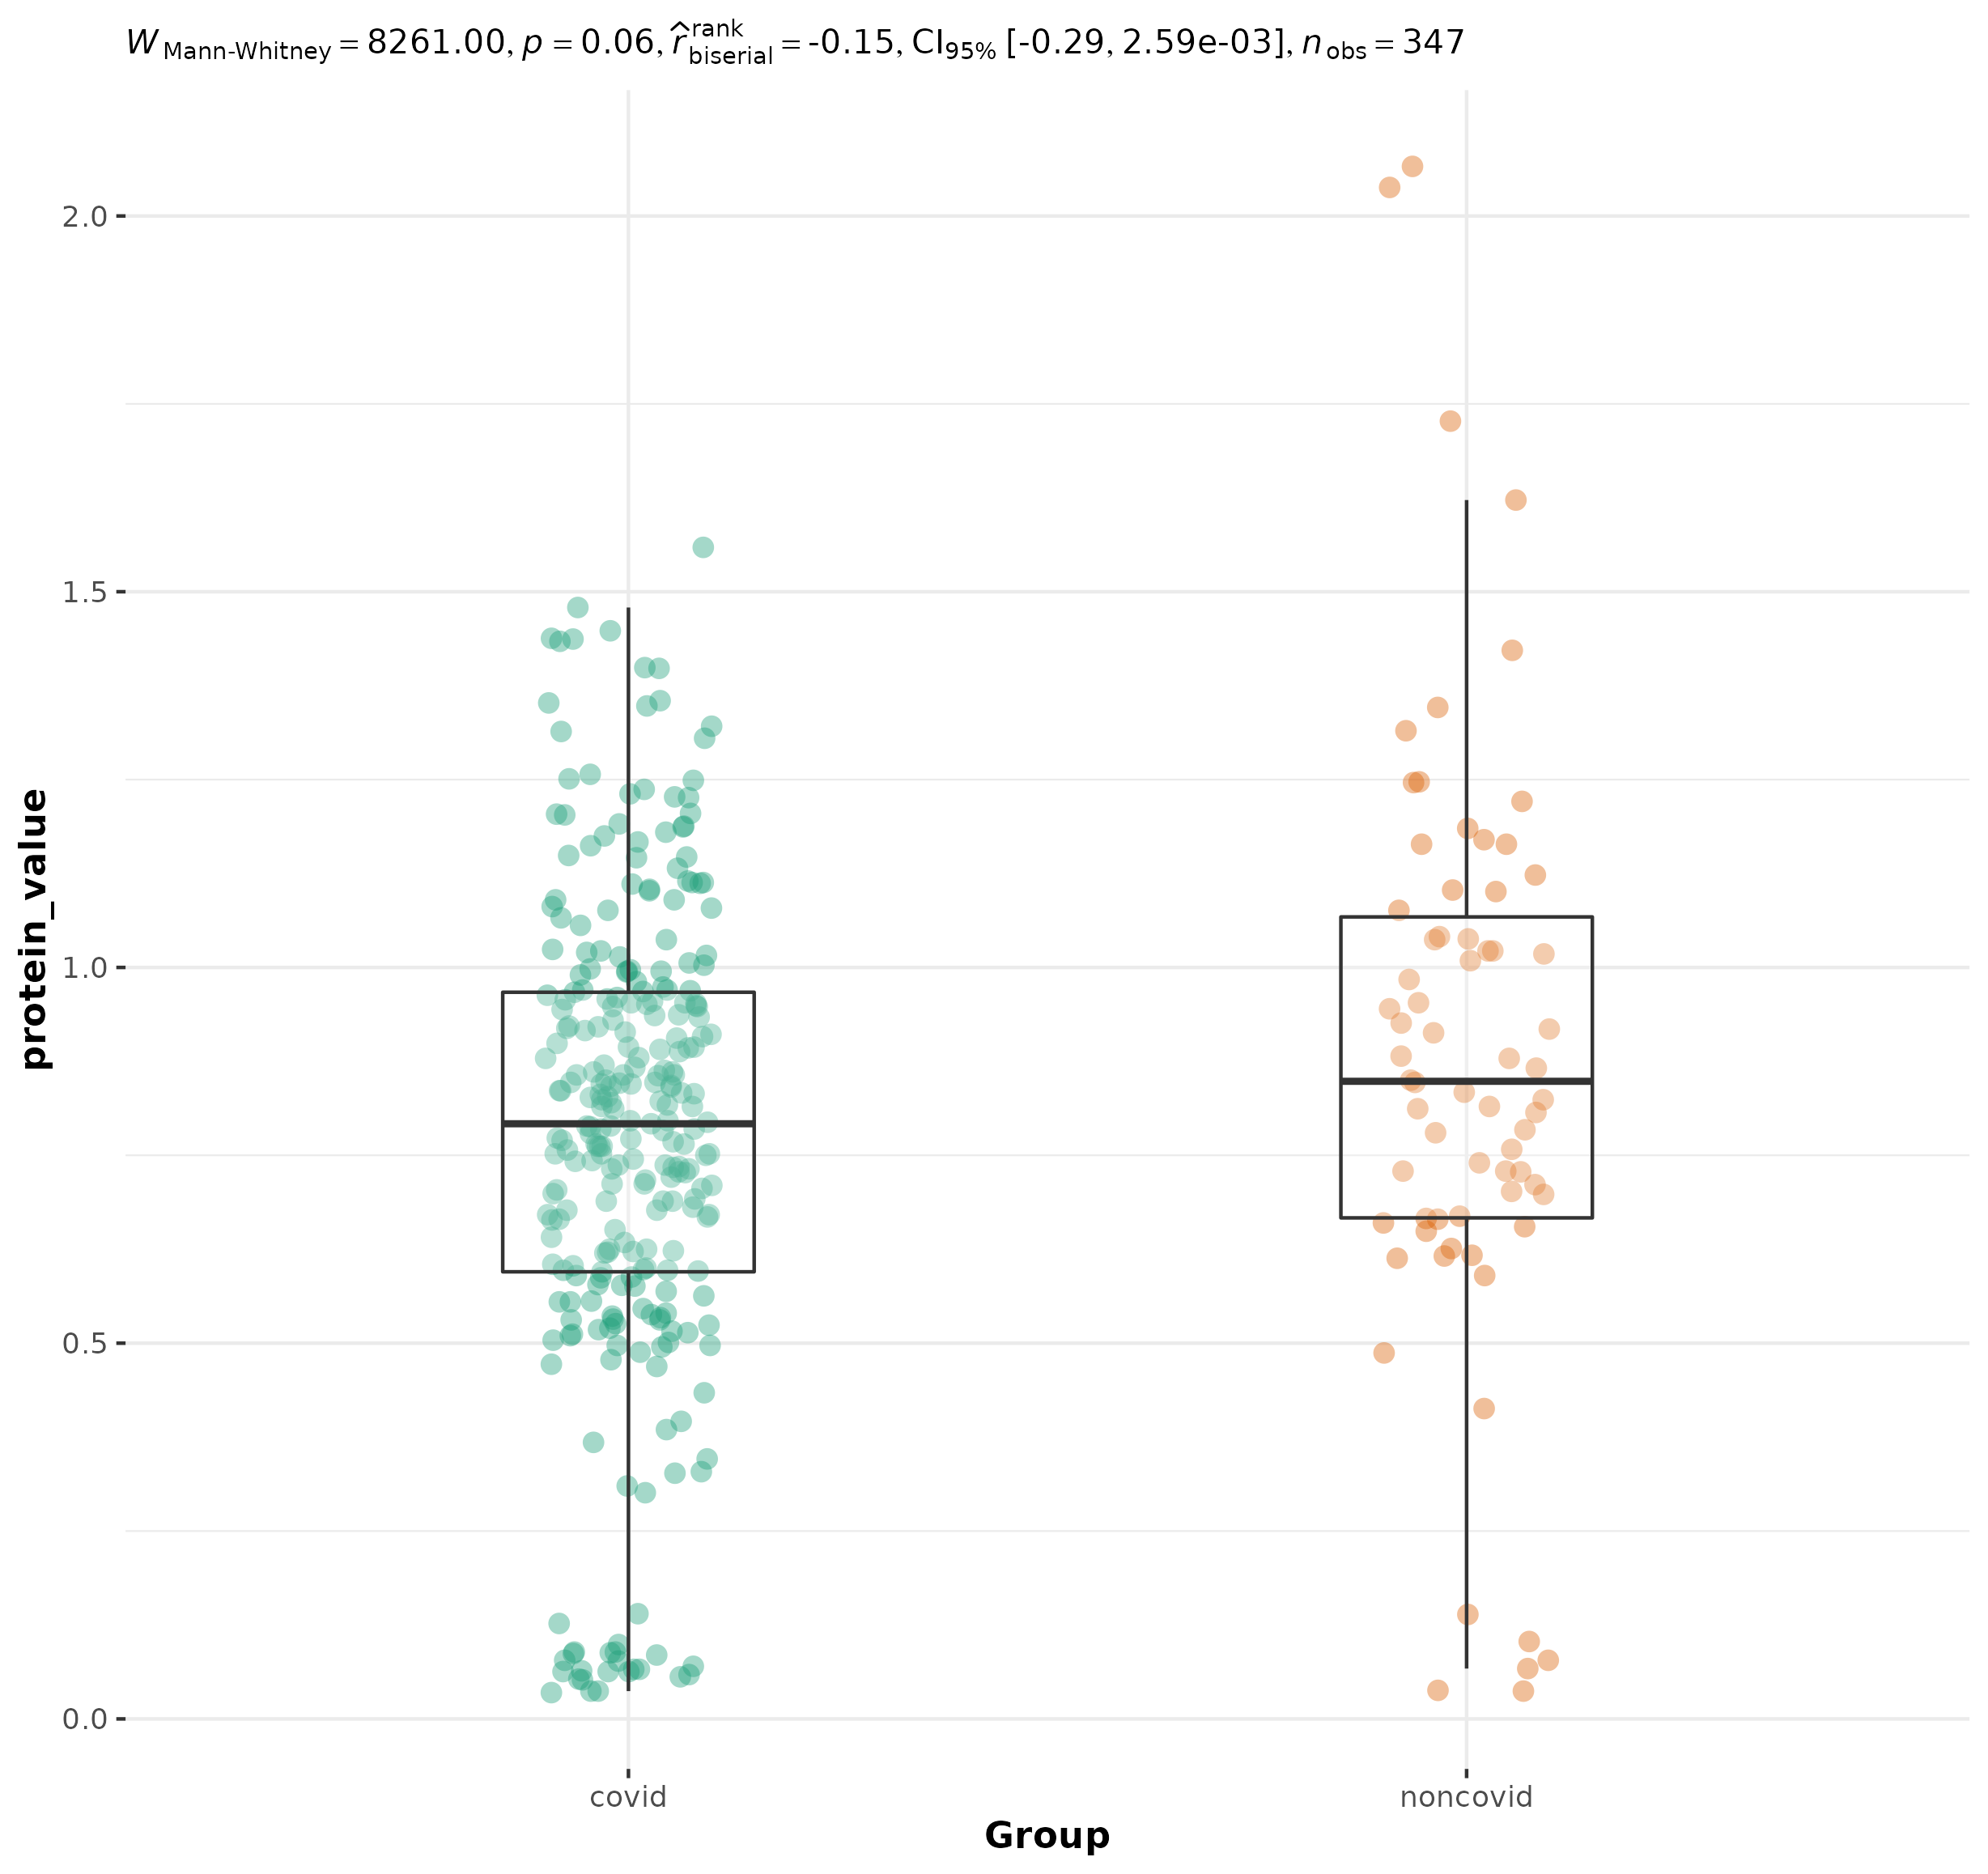 W Mann-Whitney = 8261.00, p = 0.06, r̂ rank biserial = -0.15, CI95% [-0.29, 2.59e-03], n obs = 347
protein_value
2.0
1.5
1.0
0.5
0.0
covid noncovid
Group